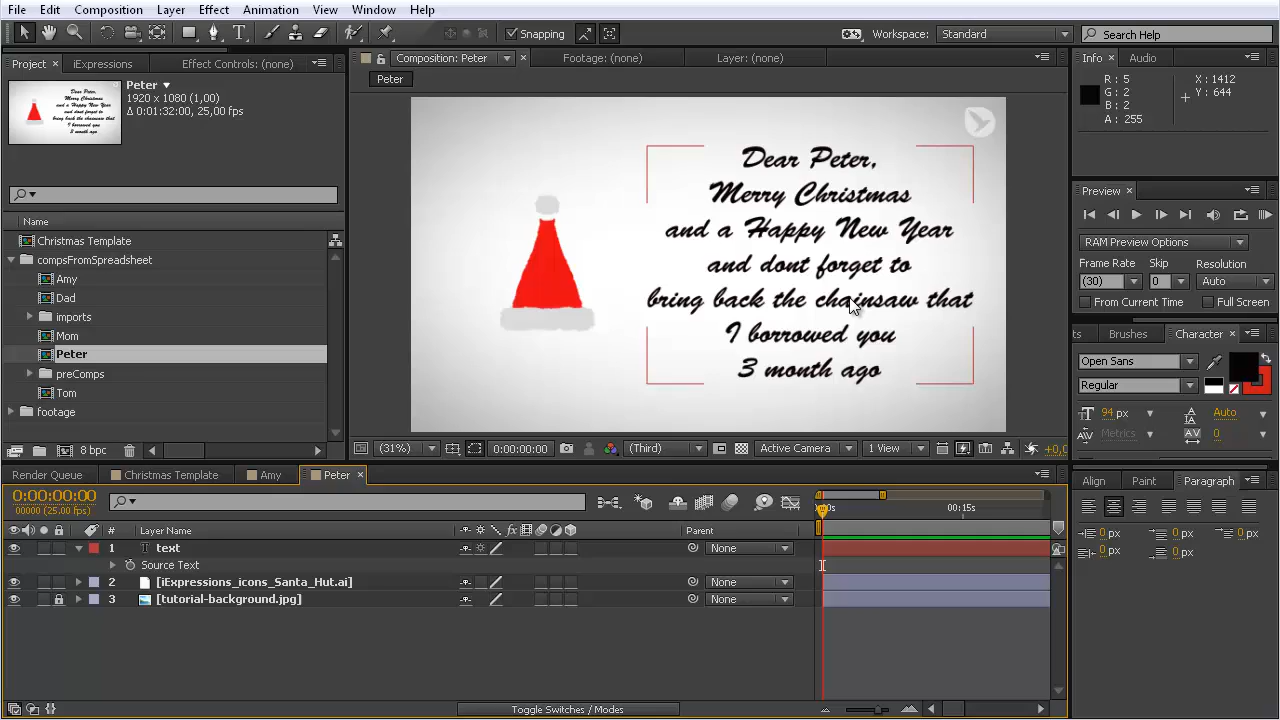 File Edit Composition Layer Effect Animation View Window Help
Snapping Workspace: Standard Search Help
Project iExpressions Effect Controls: (none) Composition: Peter Footage: (none) Layer: (none) Info Audio
Peter
1920 x 1080 (1,00)
Δ 0:01:32:00, 25,00 fps
Peter
R : 5
G : 2
B : 2
A : 255
X : 1412
Y : 644
Dear Peter,
Merry Christmas
and a Happy New Year
and dont forget to
bring back the chainsaw that
I borrowed you
3 month ago
Name
Christmas Template
compsFromSpreadsheet
Amy
Dad
imports
Mom
Peter
preComps
Tom
footage
8 bpc
(31%) 0:00:00:00 (Third) Active Camera 1 View +0,0
Preview
RAM Preview Options
Frame Rate Skip Resolution
(30) 0 Auto
From Current Time Full Screen
ts Brushes Character
Open Sans
Regular
94 px Auto
Metrics 0
Render Queue Christmas Template Amy Peter
0:00:00:00
00000 (25.00 fps)
# Layer Name Parent
00:15s
1 T text None
Source Text
2 [iExpressions_icons_Santa_Hut.ai] None
3 [tutorial-background.jpg] None
Toggle Switches / Modes
Align Paint Paragraph
0 px 0 px 0 px
0 px 0 px